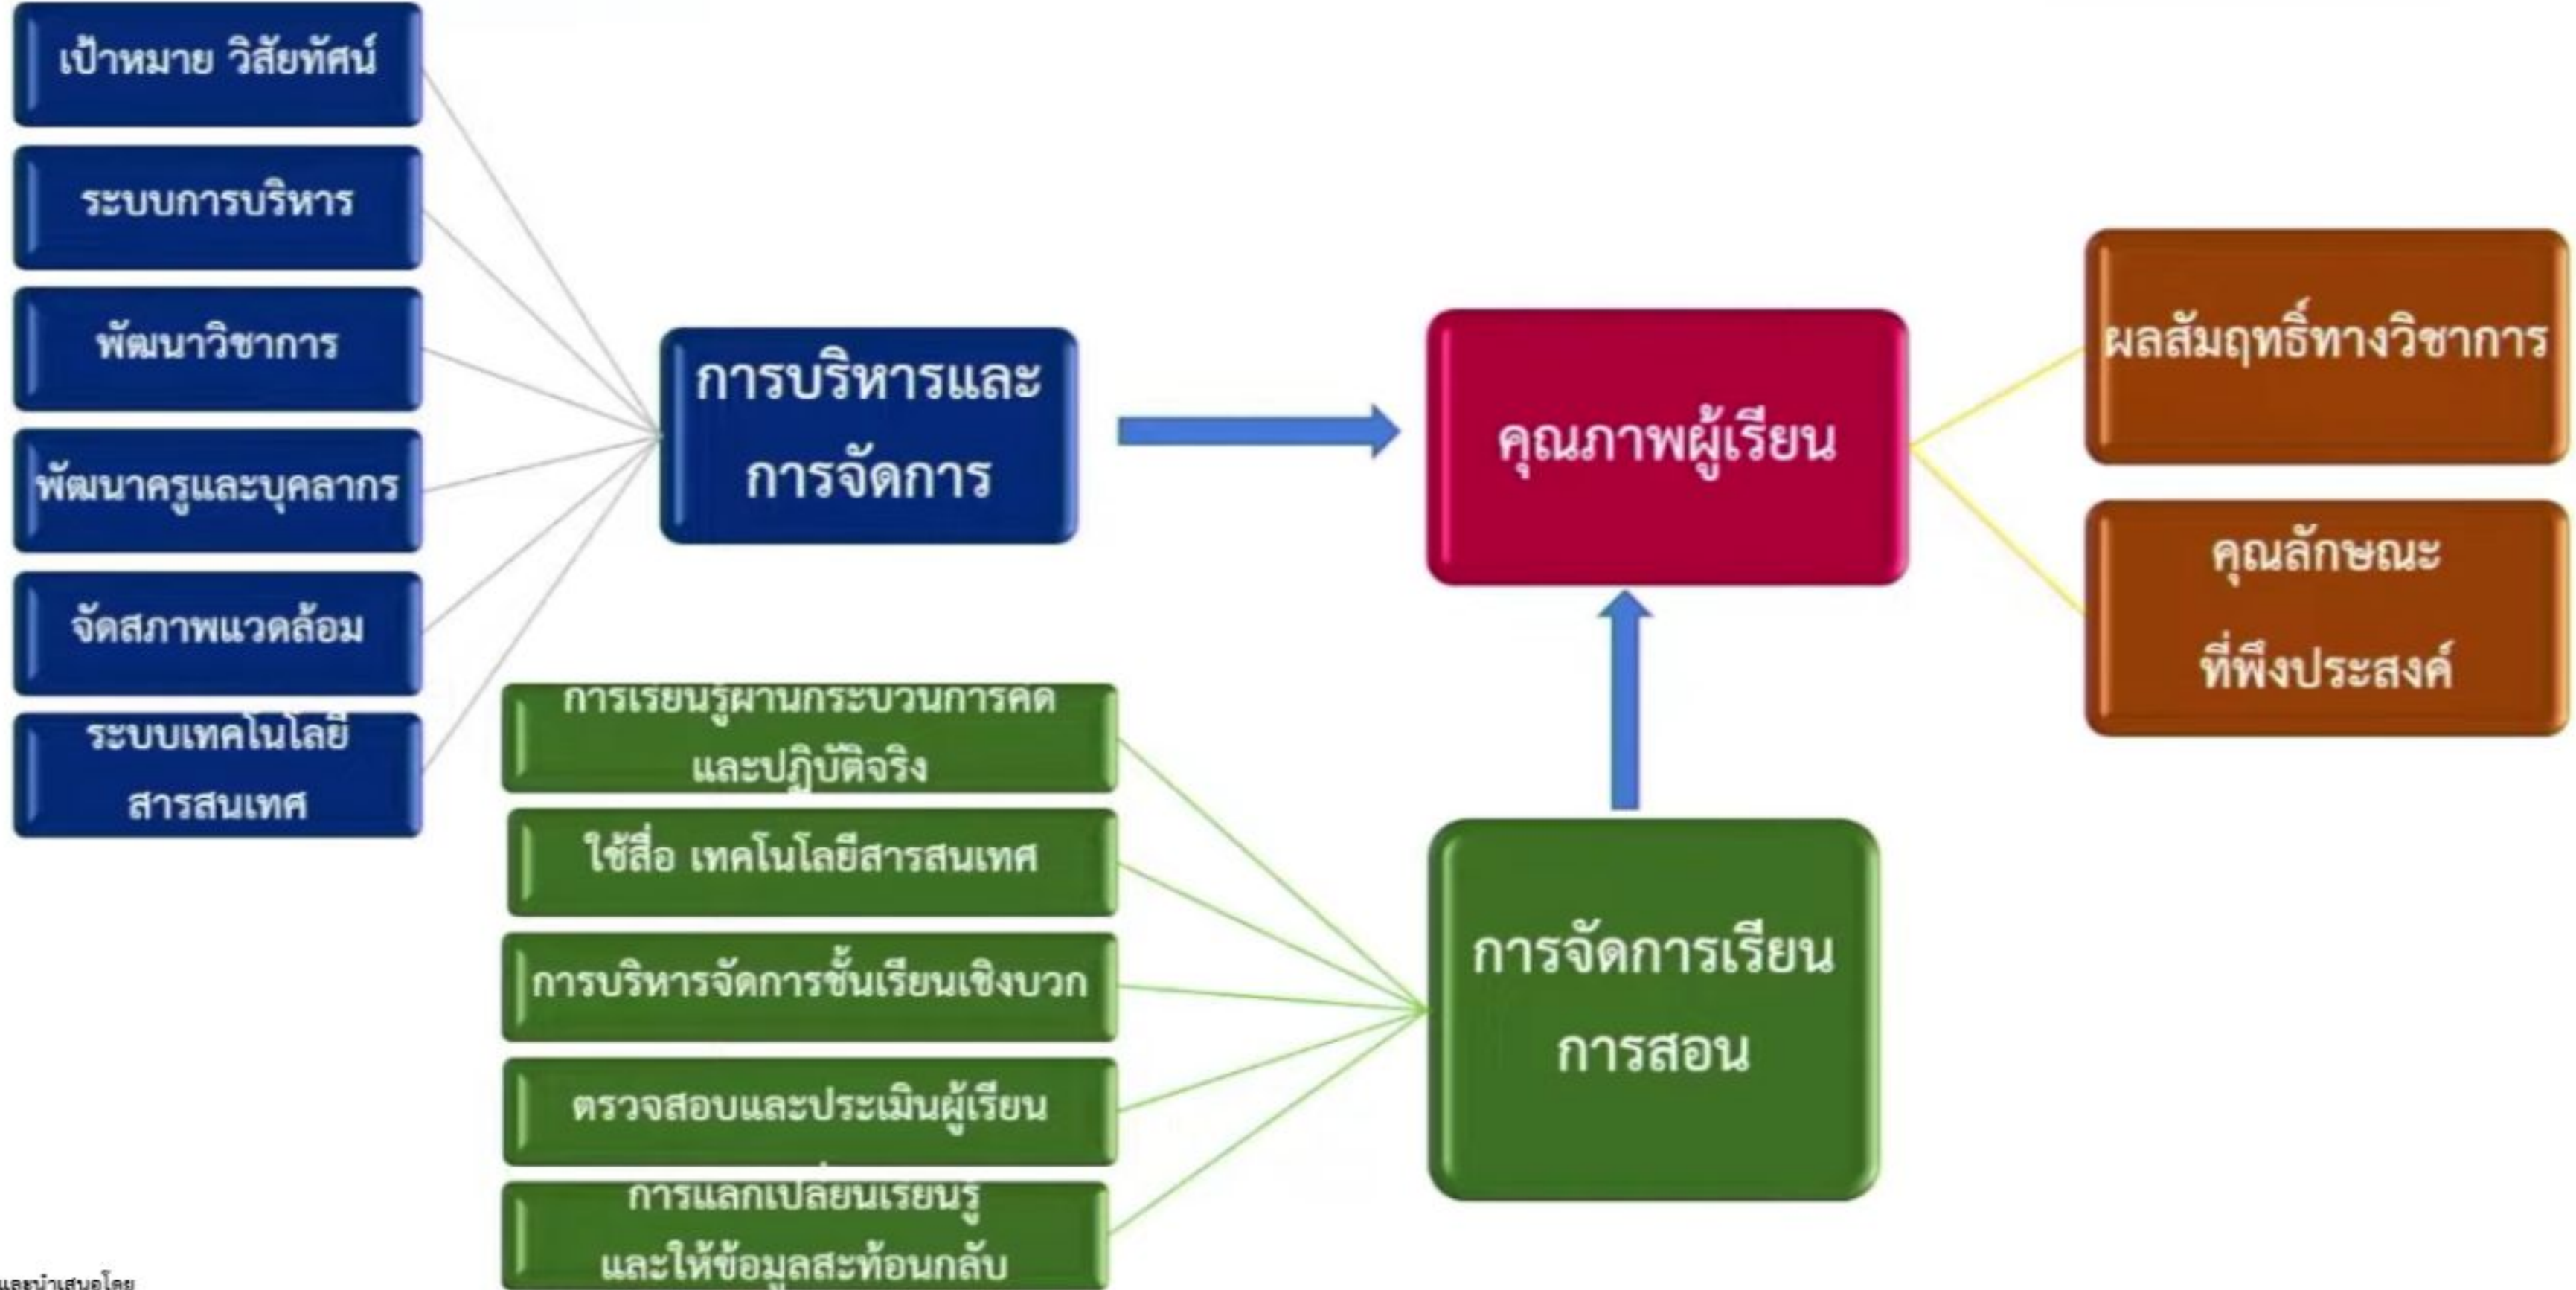 เป้าหมาย วิสัยทัศน์
ระบบการบริหาร
พัฒนาวิชาการ
พัฒนาครูและบุคลากร
จัดสภาพแวดล้อม
ระบบเทคโนโลยี
สารสนเทศ
การบริหารและ
การจัดการ
คุณภาพผู้เรียน
ผลสัมฤทธิ์ทางวิชาการ
คุณลักษณะ
ที่พึงประสงค์
การเรียนรู้ผ่านกระบวนการคิด
และปฏิบัติจริง
ใช้สื่อ เทคโนโลยีสารสนเทศ
การบริหารจัดการชั้นเรียนเชิงบวก
ตรวจสอบและประเมินผู้เรียน
การแลกเปลี่ยนเรียนรู้
และให้ข้อมูลสะท้อนกลับ
การจัดการเรียน
การสอน
และนำเสนอโดย